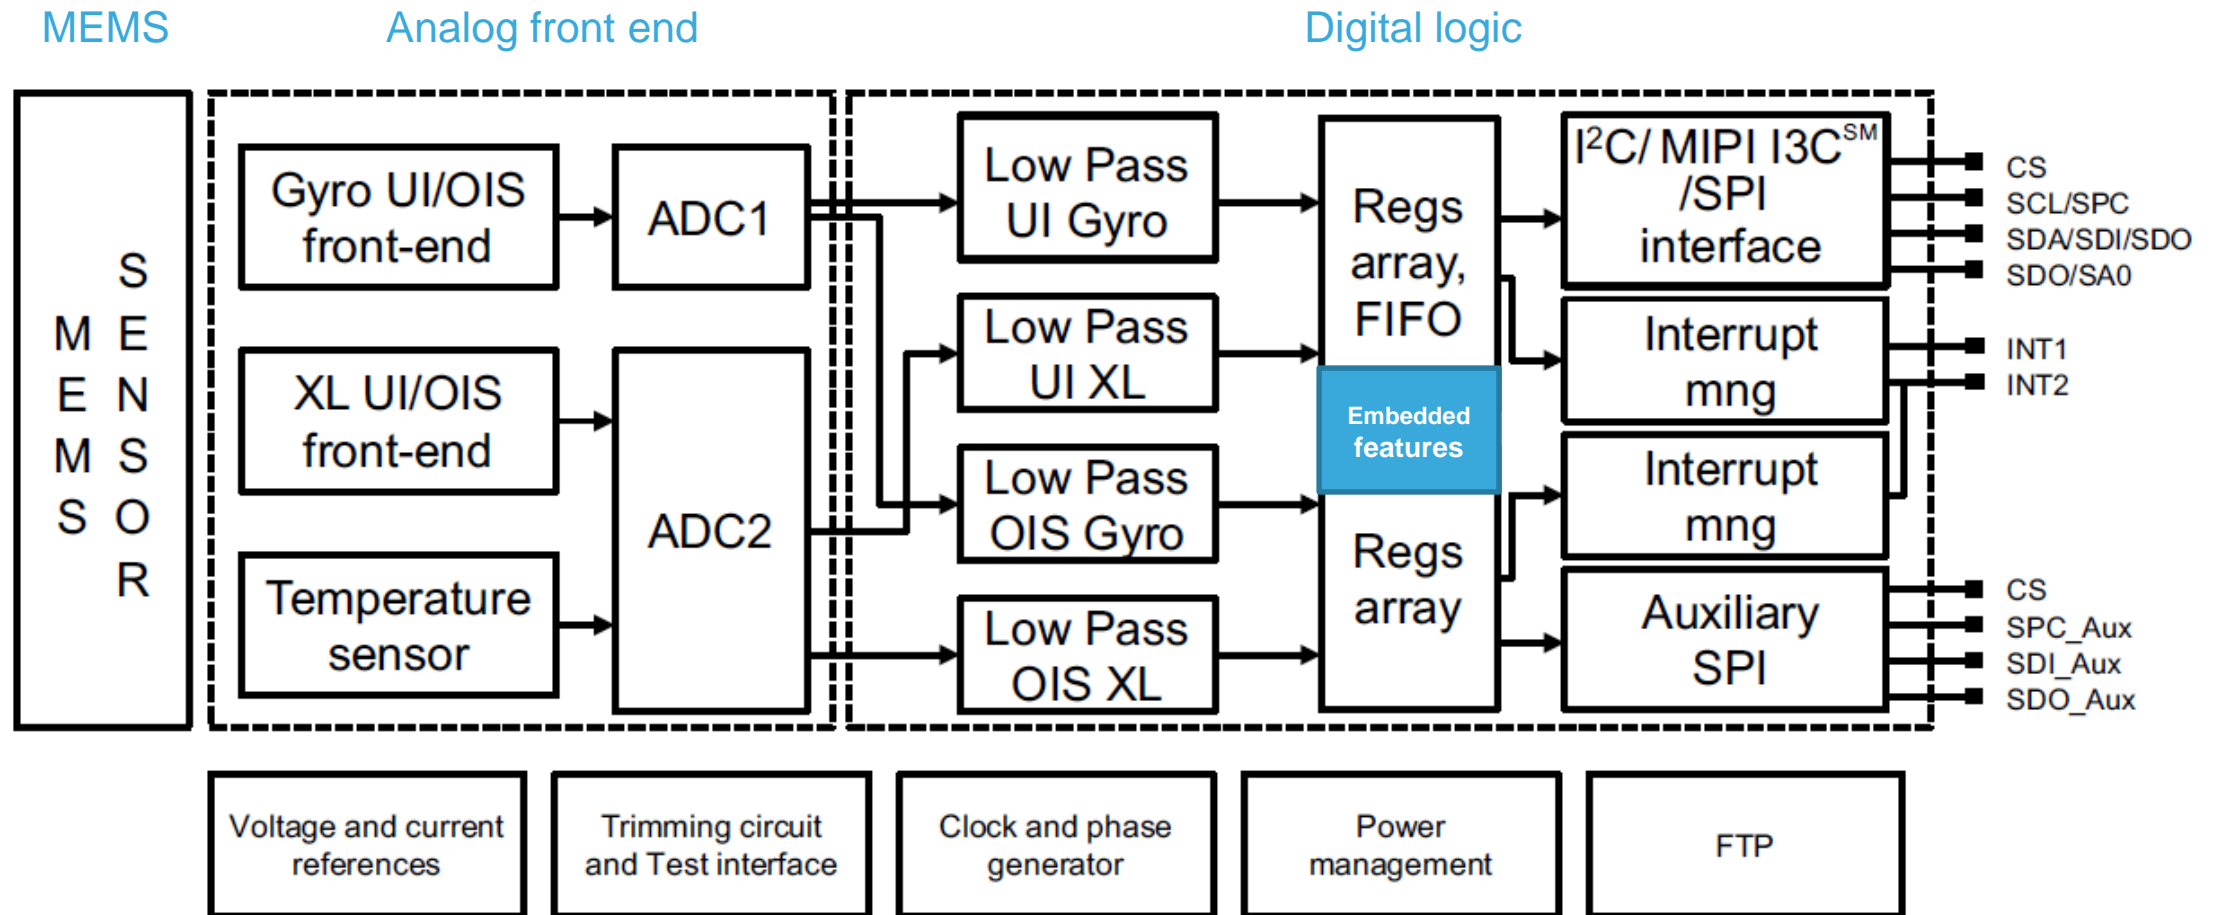 MEMS
Analog front end
Digital logic
MEMS
SENSOR
Gyro UI/OIS
front-end
ADC1
XL UI/OIS
front-end
ADC2
Temperature
sensor
Low Pass
UI Gyro
Low Pass
UI XL
Low Pass
OIS Gyro
Low Pass
OIS XL
Regs
array,
FIFO
Embedded
features
Regs
array
I²C/ MIPI I3C℠
/SPI
interface
Interrupt
mng
Interrupt
mng
Auxiliary
SPI
CS
SCL/SPC
SDA/SDI/SDO
SDO/SA0
INT1
INT2
CS
SPC_Aux
SDI_Aux
SDO_Aux
Voltage and current
references
Trimming circuit
and Test interface
Clock and phase
generator
Power
management
FTP